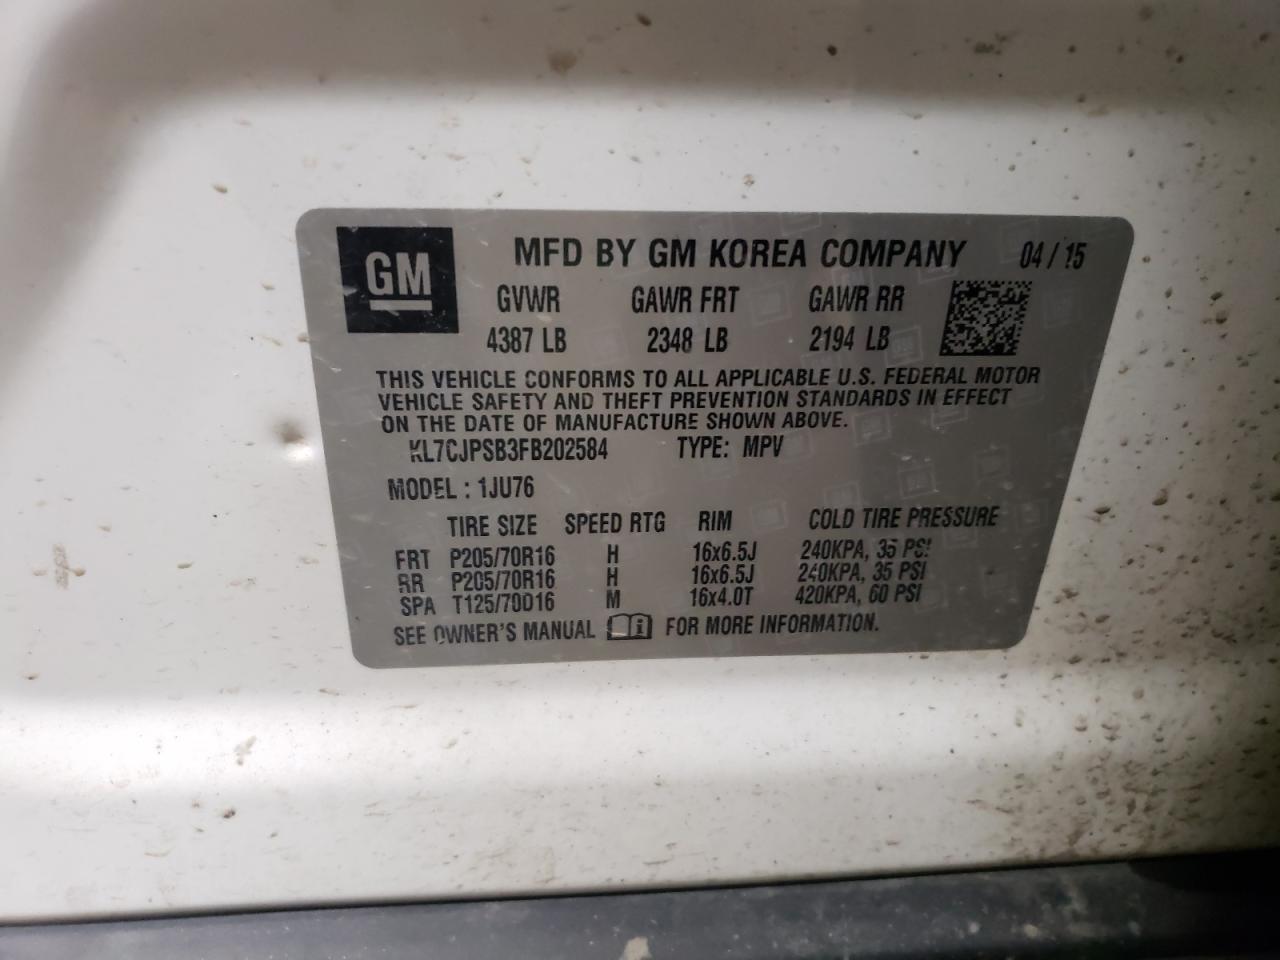 GM MFD BY GM KOREA COMPANY 04/15
GVWR GAWR FRT GAWR RR
4387 LB 2348 LB 2194 LB
THIS VEHICLE CONFORMS TO ALL APPLICABLE U.S. FEDERAL MOTOR
VEHICLE SAFETY AND THEFT PREVENTION STANDARDS IN EFFECT
ON THE DATE OF MANUFACTURE SHOWN ABOVE.
KL7CJPSB3FB202584 TYPE: MPV
MODEL : 1JU76
TIRE SIZE SPEED RTG RIM COLD TIRE PRESSURE
FRT P205/70R16 H 16x6.5J 240KPA, 35 PSI
RR P205/70R16 H 16x6.5J 240KPA, 35 PSI
SPA T125/70D16 M 16x4.0T 420KPA, 60 PSI
SEE OWNER'S MANUAL i FOR MORE INFORMATION.